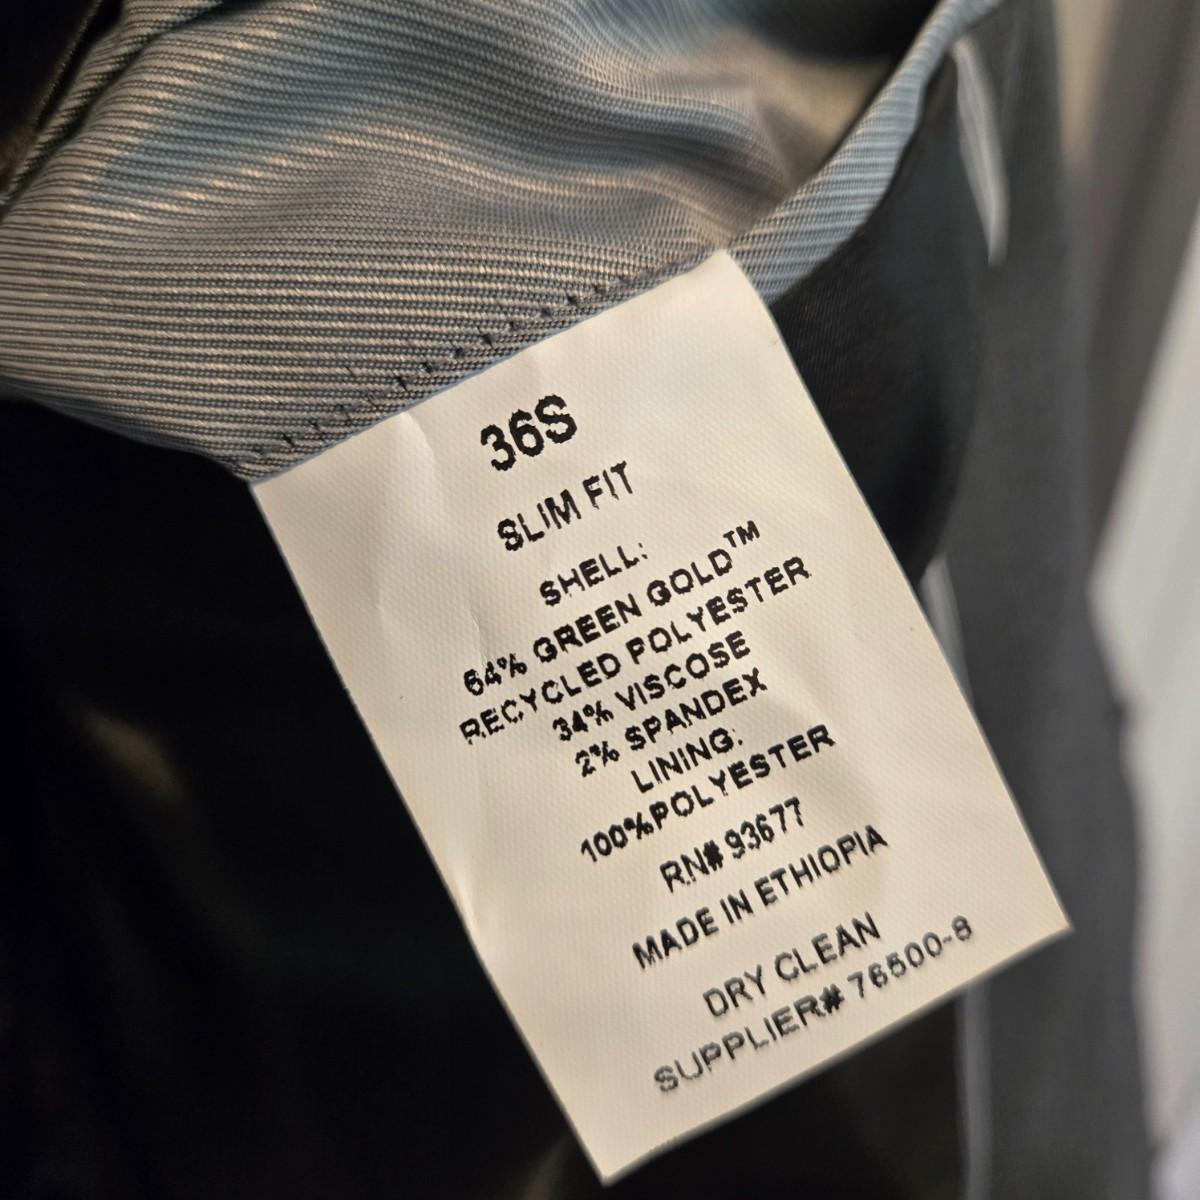 36S
SLIM FIT
SHELL:
64% GREEN GOLD™
RECYCLED POLYESTER
34% VISCOSE
2% SPANDEX
LINING:
100%POLYESTER
RN# 93677
MADE IN ETHIOPIA
DRY CLEAN
SUPPLIER# 76500-8